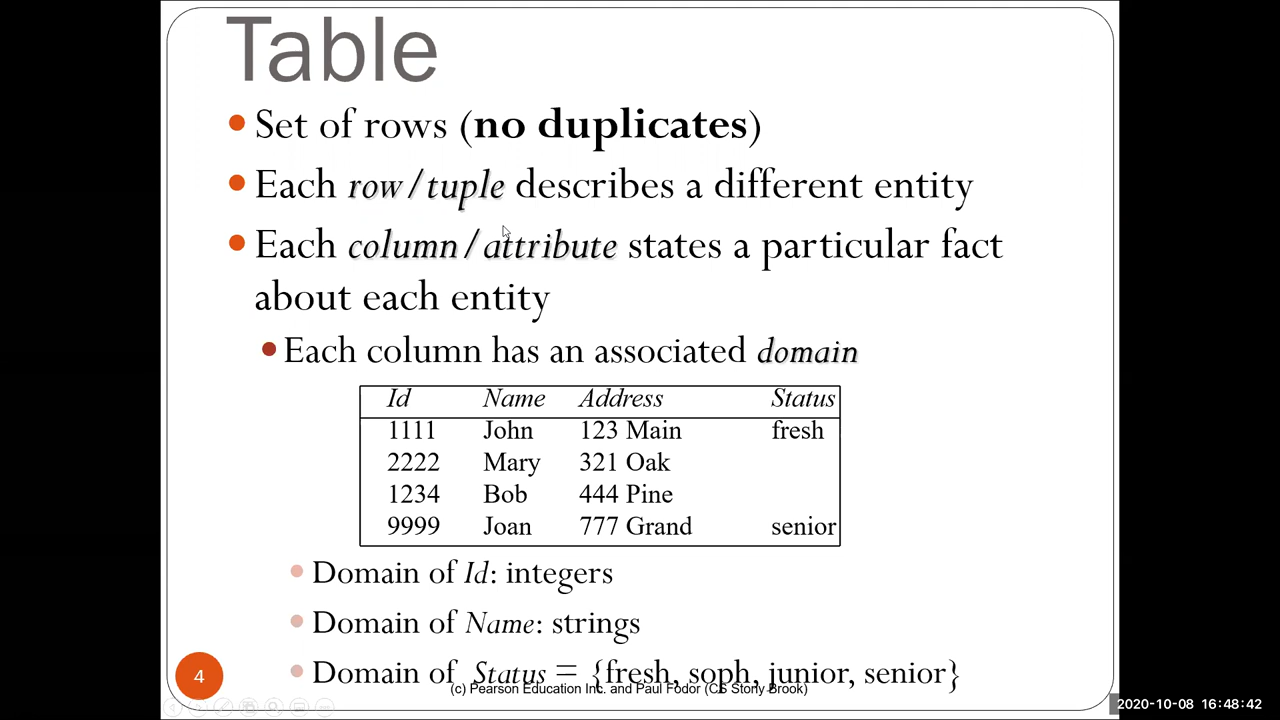 Table
Set of rows (no duplicates)
Each row/tuple describes a different entity
Each column/attribute states a particular fact
about each entity
Each column has an associated domain
Id Name Address Status
1111 John 123 Main fresh
2222 Mary 321 Oak
1234 Bob 444 Pine
9999 Joan 777 Grand senior
Domain of Id: integers
Domain of Name: strings
Domain of Status = {fresh, soph, junior, senior}
4
(c) Pearson Education Inc. and Paul Fodor (CS Stony Brook)
2020-10-08 16:48:42